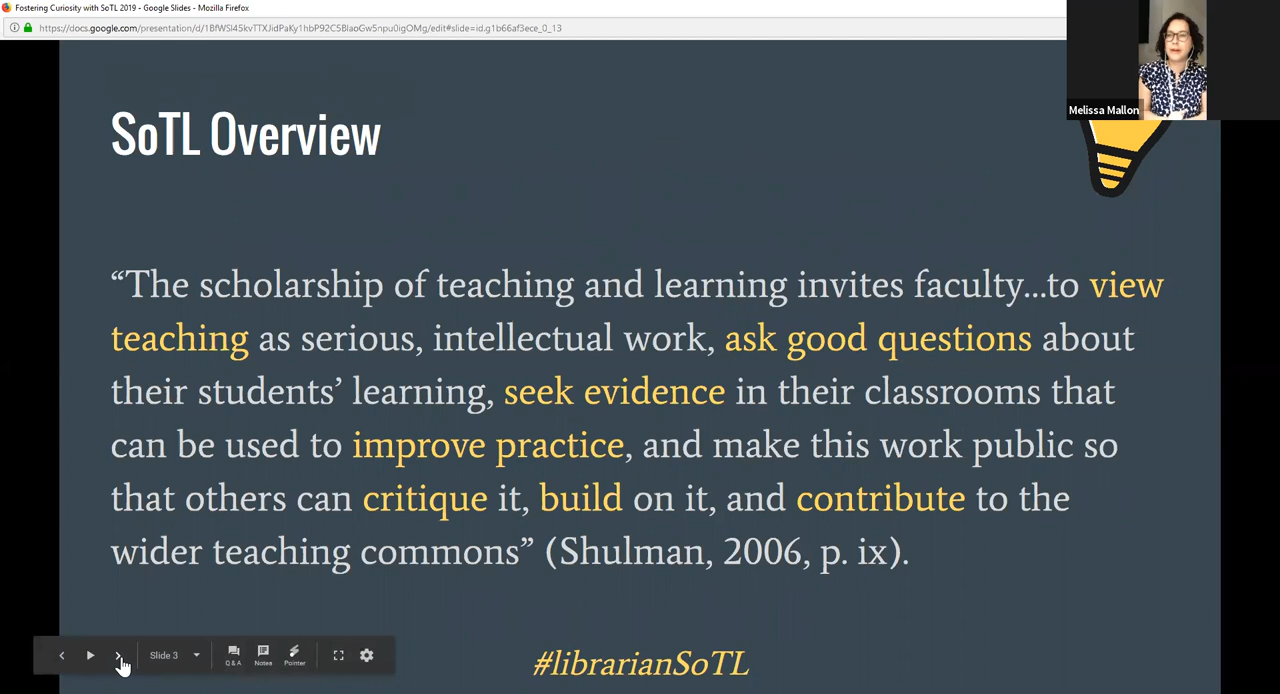 Fostering Curiosity with SoTL 2019 - Google Slides - Mozilla Firefox
https://docs.google.com/presentation/d/1BfWSl45kvTTXJidPaKy1hbP92C5BlaoGw5npu0igOMg/edit#slide=id.g1b66af3ece_0_13
Melissa Mallon
SoTL Overview
“The scholarship of teaching and learning invites faculty...to view
teaching as serious, intellectual work, ask good questions about
their students’ learning, seek evidence in their classrooms that
can be used to improve practice, and make this work public so
that others can critique it, build on it, and contribute to the
wider teaching commons” (Shulman, 2006, p. ix).
#librarianSoTL
Slide 3
Q & A
Notes
Pointer